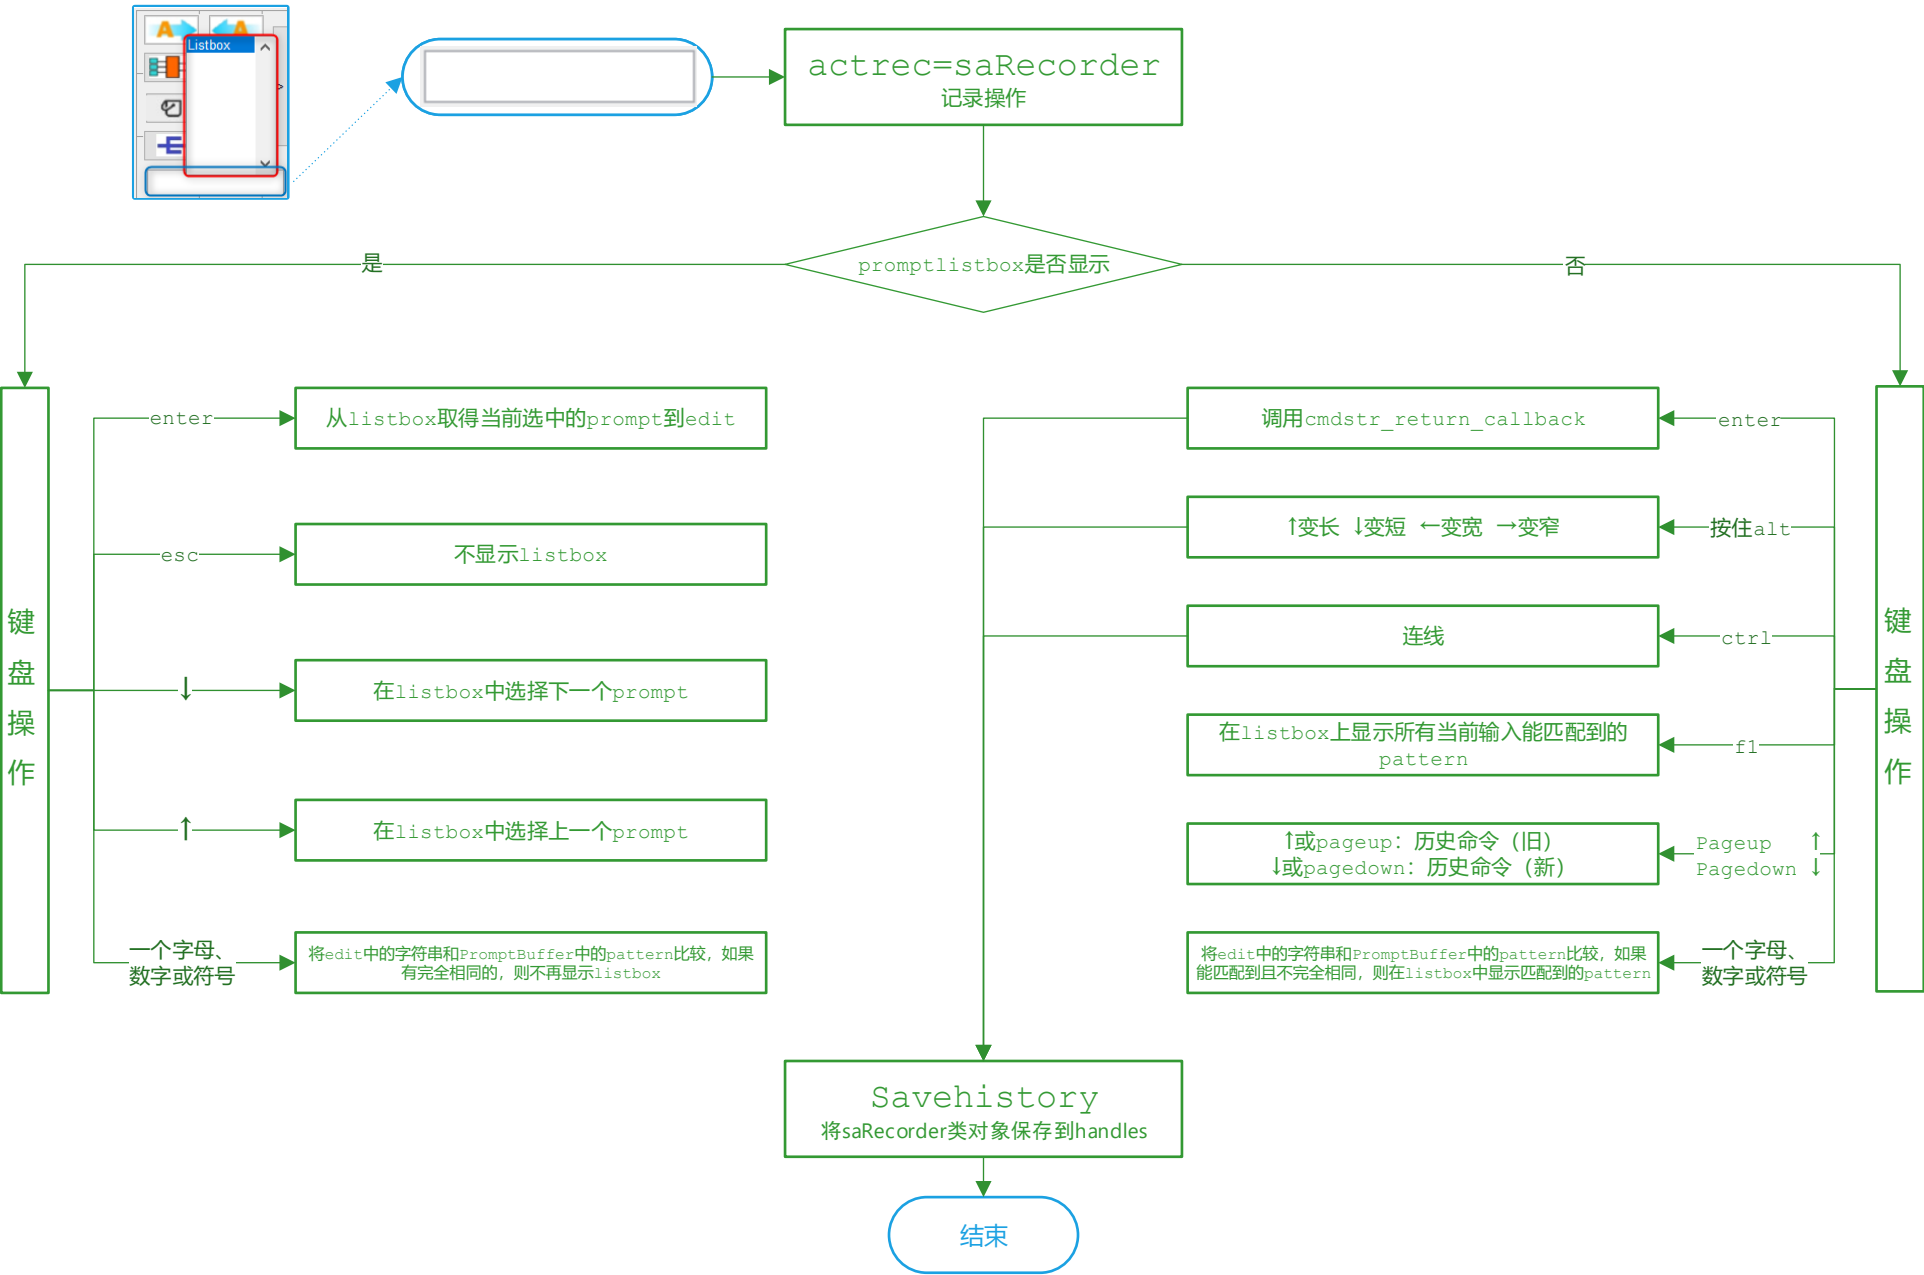 Listbox
actrec=saRecorder
记录操作
promptlistbox是否显示
是
否
键
盘
操
作
enter
从listbox取得当前选中的prompt到edit
esc
不显示listbox
↓
在listbox中选择下一个prompt
↑
在listbox中选择上一个prompt
一个字母、
数字或符号
将edit中的字符串和PromptBuffer中的pattern比较，如果
有完全相同的，则不再显示listbox
调用cmdstr_return_callback
enter
↑变长 ↓变短 ←变宽 →变窄
按住alt
连线
ctrl
在listbox上显示所有当前输入能匹配到的
pattern
f1
↑或pageup：历史命令（旧）
↓或pagedown：历史命令（新）
Pageup ↑
Pagedown ↓
将edit中的字符串和PromptBuffer中的pattern比较，如果
能匹配到且不完全相同，则在listbox中显示匹配到的pattern
一个字母、
数字或符号
键
盘
操
作
Savehistory
将saRecorder类对象保存到handles
结束